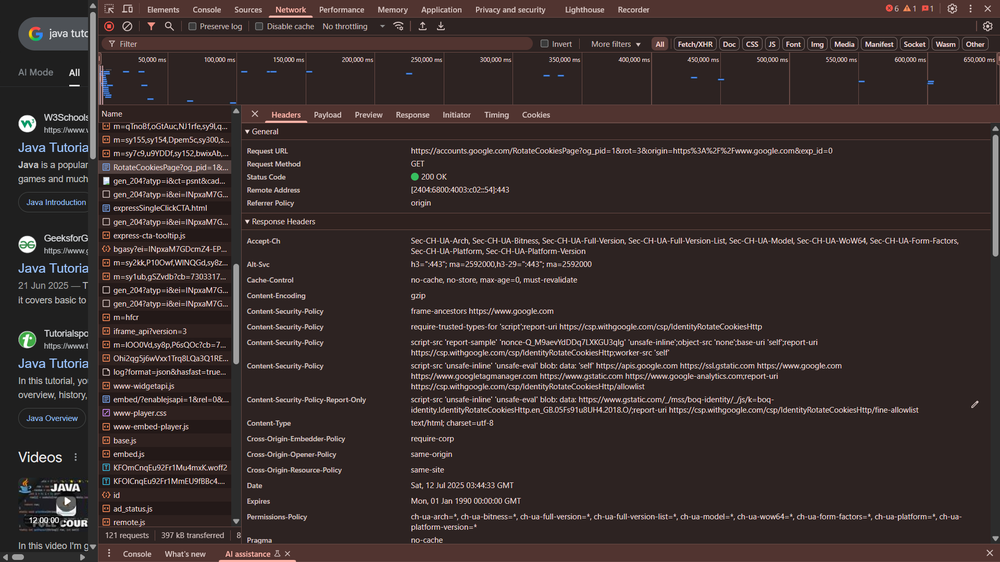 java tuto
AI Mode
All
W3Schools
https://www.w
Java Tutoria
Java is a popular
games and much
Java Introduction
GeeksforG
https://www.g
Java Tutoria
21 Jun 2025 — T
it covers basic to
Tutorialspo
https://www.t
Java Tutoria
In this tutorial, you
overview, history,
Java Overview
Videos
JAVA
12:00:00
FULL COUR
In this video I'm g
Elements
Console
Sources
Network
Performance
Memory
Application
Privacy and security
Lighthouse
Recorder
6
1
1
Preserve log
Disable cache
No throttling
Filter
Invert
More filters
All
Fetch/XHR
Doc
CSS
JS
Font
Img
Media
Manifest
Socket
Wasm
Other
50,000 ms
100,000 ms
150,000 ms
200,000 ms
250,000 ms
300,000 ms
350,000 ms
400,000 ms
450,000 ms
500,000 ms
550,000 ms
600,000 ms
650,000 ms
Name
m=qTnoBf,oGtAuc,NJ1rfe,sy9l,q...
m=sy155,sy154,Dpem5c,sy300,s...
m=sy7c9,u9YDDf,sy152,bwixAb,...
RotateCookiesPage?og_pid=1&...
gen_204?atyp=i&ct=psnt&cad...
gen_204?atyp=i&ei=INpxaM7G...
expressSingleClickCTA.html
gen_204?atyp=i&ei=INpxaM7G...
express-cta-tooltip.js
bgasy?ei=INpxaM7GDcmZ4-EP...
m=sy2kk,P10Owf,WlNQGd,sy8z...
m=sy1ub,gSZvdb?cb=7303317...
gen_204?atyp=i&ei=INpxaM7G...
gen_204?atyp=i&ei=INpxaM7G...
m=hfcr
iframe_api?version=3
m=lOO0Vd,sy8p,P6sQOc?cb=7...
Ohi2qg5j6wVxx1Trq8LQa3Q1RE...
log?format=json&hasfast=true...
www-widgetapi.js
embed/?enablejsapi=1&rel=0&...
www-player.css
www-embed-player.js
base.js
embed.js
KFOmCnqEu92Fr1Mu4mxK.woff2
KFOlCnqEu92Fr1MmEU9fBBc4....
id
ad_status.js
remote.js
121 requests
397 kB transferred
8
Headers
Payload
Preview
Response
Initiator
Timing
Cookies
General
Request URL
https://accounts.google.com/RotateCookiesPage?og_pid=1&rot=3&origin=https%3A%2F%2Fwww.google.com&exp_id=0
Request Method
GET
Status Code
200 OK
Remote Address
[2404:6800:4003:c02::54]:443
Referrer Policy
origin
Response Headers
Accept-Ch
Sec-CH-UA-Arch, Sec-CH-UA-Bitness, Sec-CH-UA-Full-Version, Sec-CH-UA-Full-Version-List, Sec-CH-UA-Model, Sec-CH-UA-WoW64, Sec-CH-UA-Form-Factors,
Sec-CH-UA-Platform, Sec-CH-UA-Platform-Version
Alt-Svc
h3=":443"; ma=2592000,h3-29=":443"; ma=2592000
Cache-Control
no-cache, no-store, max-age=0, must-revalidate
Content-Encoding
gzip
Content-Security-Policy
frame-ancestors https://www.google.com
Content-Security-Policy
require-trusted-types-for 'script';report-uri https://csp.withgoogle.com/csp/IdentityRotateCookiesHttp
Content-Security-Policy
script-src 'report-sample' 'nonce-Q_M9aevYdDDq7LXKGU3qIg' 'unsafe-inline';object-src 'none';base-uri 'self';report-uri
https://csp.withgoogle.com/csp/IdentityRotateCookiesHttp;worker-src 'self'
Content-Security-Policy
script-src 'unsafe-inline' 'unsafe-eval' blob: data: 'self' https://apis.google.com https://ssl.gstatic.com https://www.google.com
https://www.googletagmanager.com https://www.gstatic.com https://www.google-analytics.com;report-uri
https://csp.withgoogle.com/csp/IdentityRotateCookiesHttp/allowlist
Content-Security-Policy-Report-Only
script-src 'unsafe-inline' 'unsafe-eval' blob: data: https://www.gstatic.com/_/mss/boq-identity/_/js/k=boq-
identity.IdentityRotateCookiesHttp.en_GB.05Fs91u8UH4.2018.O/;report-uri https://csp.withgoogle.com/csp/IdentityRotateCookiesHttp/fine-allowlist
Content-Type
text/html; charset=utf-8
Cross-Origin-Embedder-Policy
require-corp
Cross-Origin-Opener-Policy
same-origin
Cross-Origin-Resource-Policy
same-site
Date
Sat, 12 Jul 2025 03:44:33 GMT
Expires
Mon, 01 Jan 1990 00:00:00 GMT
Permissions-Policy
ch-ua-arch=*, ch-ua-bitness=*, ch-ua-full-version=*, ch-ua-full-version-list=*, ch-ua-model=*, ch-ua-wow64=*, ch-ua-form-factors=*, ch-ua-platform=*, ch-ua-
platform-version=*
Pragma
no-cache
Console
What's new
AI assistance